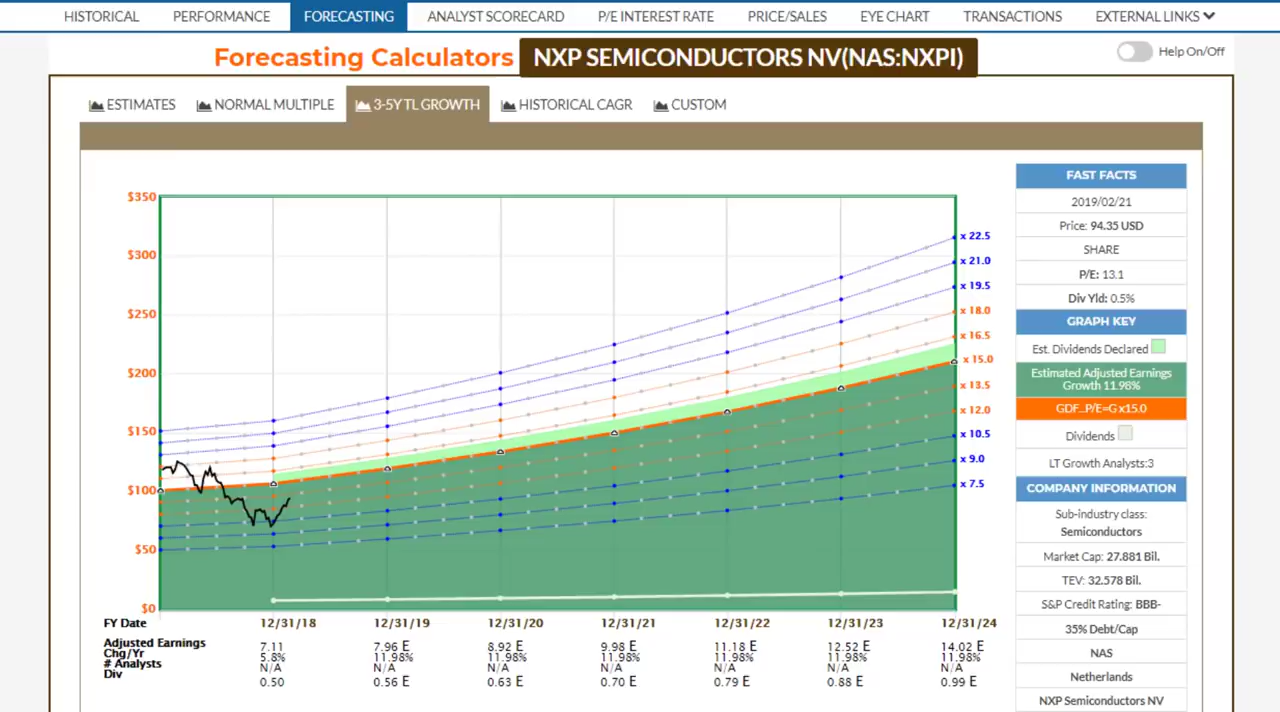 HISTORICAL PERFORMANCE FORECASTING ANALYST SCORECARD P/E INTEREST RATE PRICE/SALES EYE CHART TRANSACTIONS EXTERNAL LINKS
Forecasting Calculators NXP SEMICONDUCTORS NV(NAS:NXPI) Help On/Off
ESTIMATES NORMAL MULTIPLE 3-5Y TL GROWTH HISTORICAL CAGR CUSTOM
$350
$300
$250
$200
$150
$100
$50
$0
x 22.5
x 21.0
x 19.5
x 18.0
x 16.5
x 15.0
x 13.5
x 12.0
x 10.5
x 9.0
x 7.5
FY Date 12/31/18 12/31/19 12/31/20 12/31/21 12/31/22 12/31/23 12/31/24
Adjusted Earnings 7.11 7.96 E 8.92 E 9.98 E 11.18 E 12.52 E 14.02 E
Chg/Yr 5.8% 11.98% 11.98% 11.98% 11.98% 11.98% 11.98%
# Analysts N/A N/A N/A N/A N/A N/A N/A
Div 0.50 0.56 E 0.63 E 0.70 E 0.79 E 0.88 E 0.99 E
FAST FACTS
2019/02/21
Price: 94.35 USD
SHARE
P/E: 13.1
Div Yld: 0.5%
GRAPH KEY
Est. Dividends Declared
Estimated Adjusted Earnings
Growth 11.98%
GDF_P/E=G x15.0
Dividends
LT Growth Analysts:3
COMPANY INFORMATION
Sub-industry class:
Semiconductors
Market Cap: 27.881 Bil.
TEV: 32.578 Bil.
S&P Credit Rating: BBB-
35% Debt/Cap
NAS
Netherlands
NXP Semiconductors NV